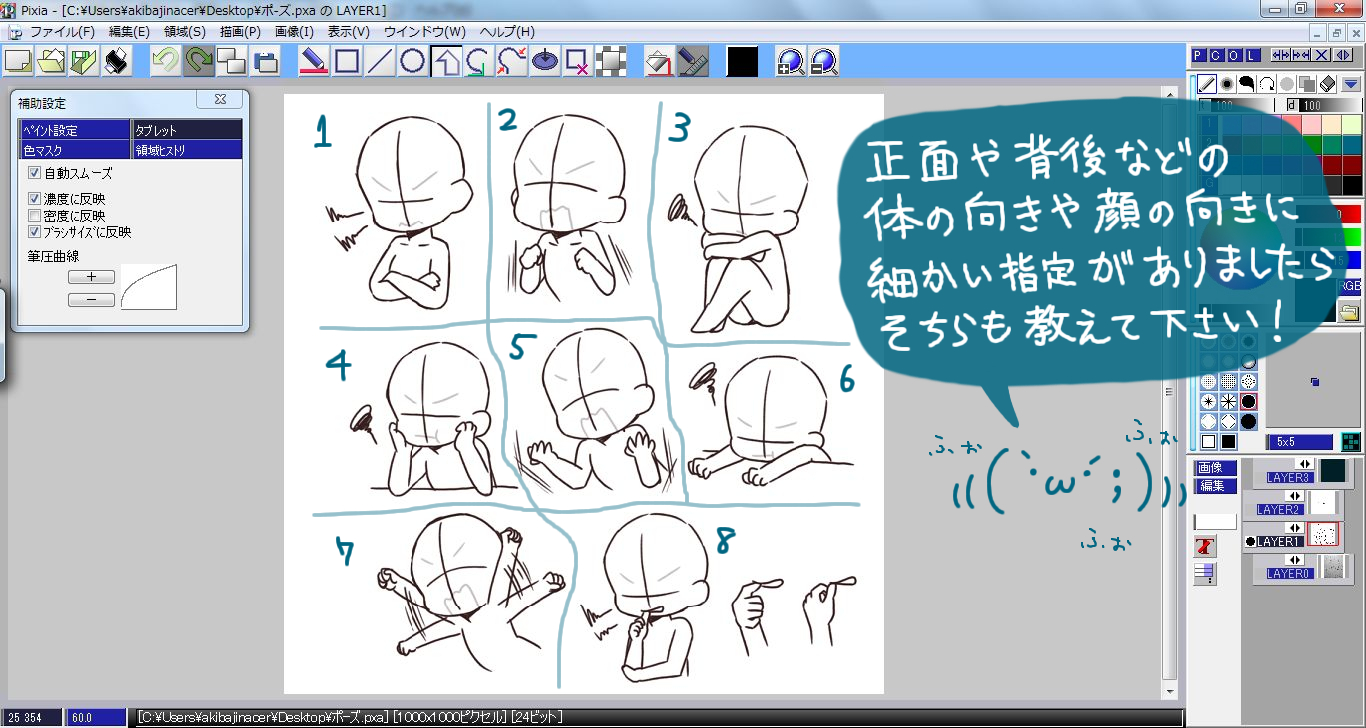 Pixia - [C:¥Users¥akibajinacer¥Desktop¥ポーズ.pxa の LAYER1]
ファイル(F) 編集(E) 領域(S) 描画(P) 画像(I) 表示(V) ウインドウ(W) ヘルプ(H)
補助設定
ペイント設定 タブレット
色マスク 領域ヒストリ
自動スムーズ
濃度に反映
密度に反映
ブラシサイズに反映
筆圧曲線
+
−
1
2
3
4
5
6
7
8
正面や背後などの
体の向きや顔の向きに
細かい指定がありましたら
そちらも教えて下さい!
ふぉ
ふぉ
((( `･ω･´;)))
ふぉ
P C O L
100 d 100
RGB
5x5
画像
編集
LAYER3
LAYER2
LAYER1
LAYER0
25 354 60.0 [C:¥Users¥akibajinacer¥Desktop¥ポーズ.pxa] [1000x1000ピクセル] [24ビット]